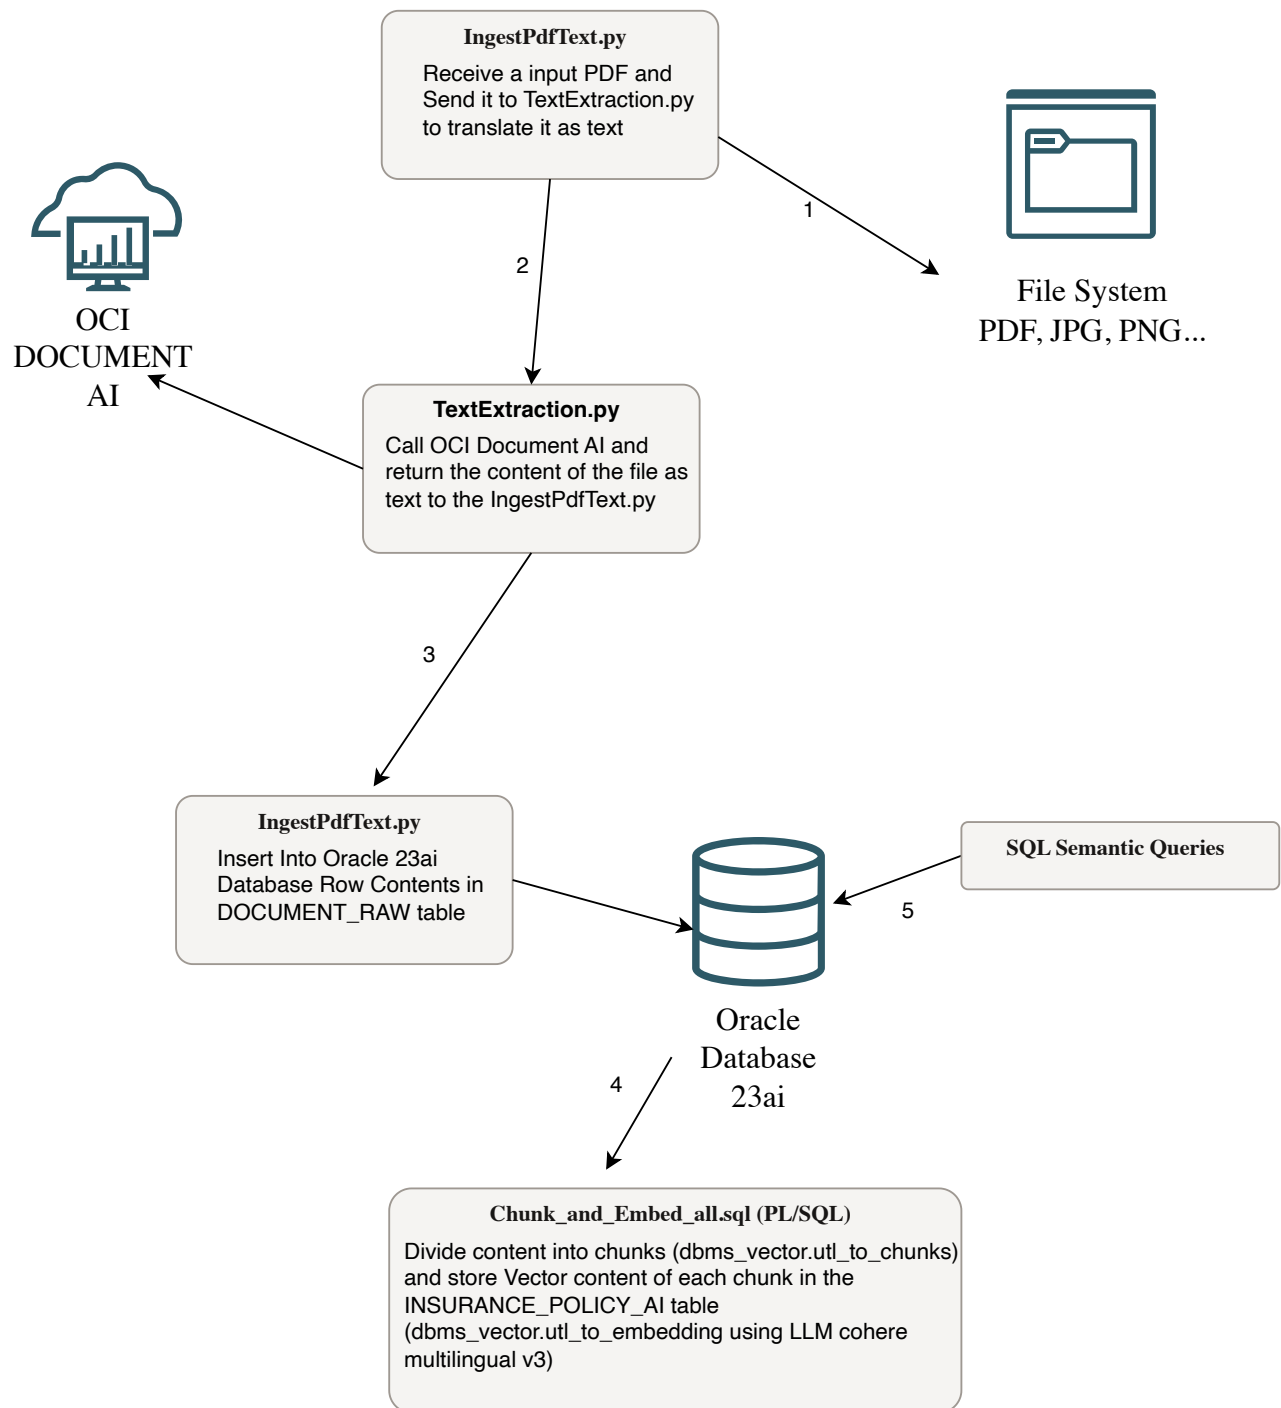 IngestPdfText.py
Receive a input PDF and
Send it to TextExtraction.py
to translate it as text
1
File System
PDF, JPG, PNG...
2
OCI
DOCUMENT
AI
TextExtraction.py
Call OCI Document AI and
return the content of the file as
text to the IngestPdfText.py
3
IngestPdfText.py
Insert Into Oracle 23ai
Database Row Contents in
DOCUMENT_RAW table
SQL Semantic Queries
5
Oracle
Database
23ai
4
Chunk_and_Embed_all.sql (PL/SQL)
Divide content into chunks (dbms_vector.utl_to_chunks)
and store Vector content of each chunk in the
INSURANCE_POLICY_AI table
(dbms_vector.utl_to_embedding using LLM cohere
multilingual v3)